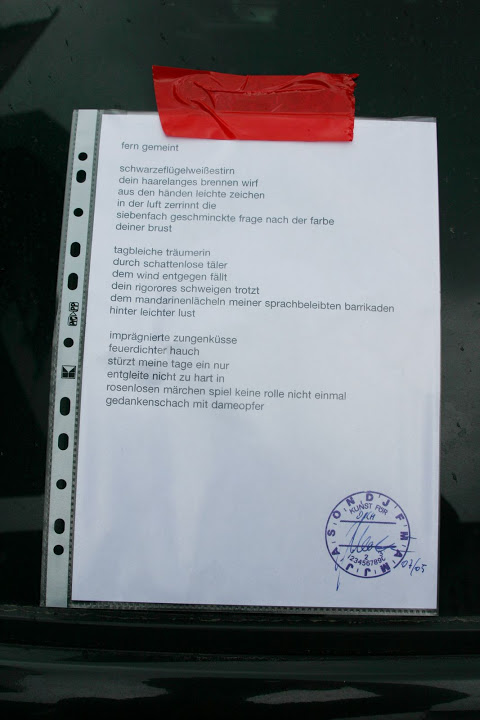 fern gemeint
schwarzeflügelweißestirn
dein haarelanges brennen wirf
aus den händen leichte zeichen
in der luft zerrinnt die
siebenfach geschminckte frage nach der farbe
deiner brust
tagbleiche träumerin
durch schattenlose täler
dem wind entgegen fällt
dein rigorores schweigen trotzt
dem mandarinenlächeln meiner sprachbeleibten barrikaden
hinter leichter lust
imprägnierte zungenküsse
feuerdichter hauch
stürzt meine tage ein nur
entgleite nicht zu hart in
rosenlosen märchen spiel keine rolle nicht einmal
gedankenschach mit dameopfer
J F M A M J J A S O N D
KUNST FÜR
1234567890
07/05